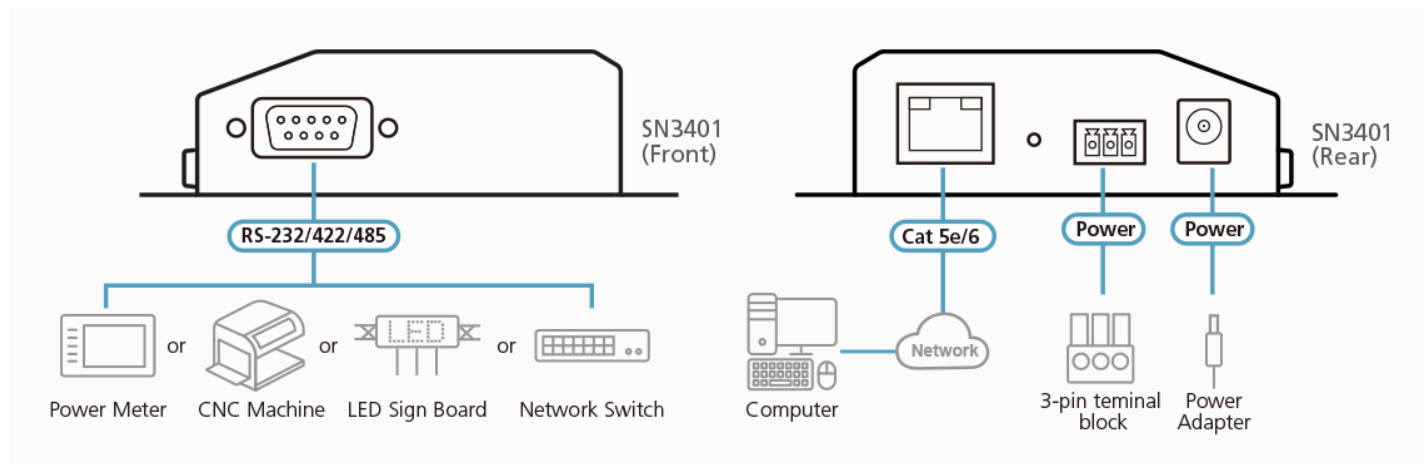 SN3401
(Front)
RS-232/422/485
or
or
LED
or
Power Meter
CNC Machine
LED Sign Board
Network Switch
SN3401
(Rear)
Cat 5e/6
Power
Power
Network
Computer
3-pin teminal
block
Power
Adapter